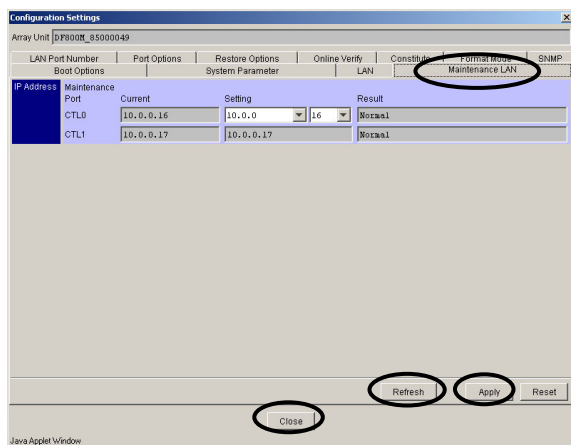 Configuration Settings
Array Unit DF800M_85000049
LAN Port Number Port Options Restore Options Online Verify Constitute Format Mode SNMP
Boot Options System Parameter LAN Maintenance LAN
IP Address Maintenance
Port Current Setting Result
CTL0 10.0.0.16 10.0.0 16 Normal
CTL1 10.0.0.17 10.0.0.17 Normal
Refresh Apply Reset
Close
Java Applet Window